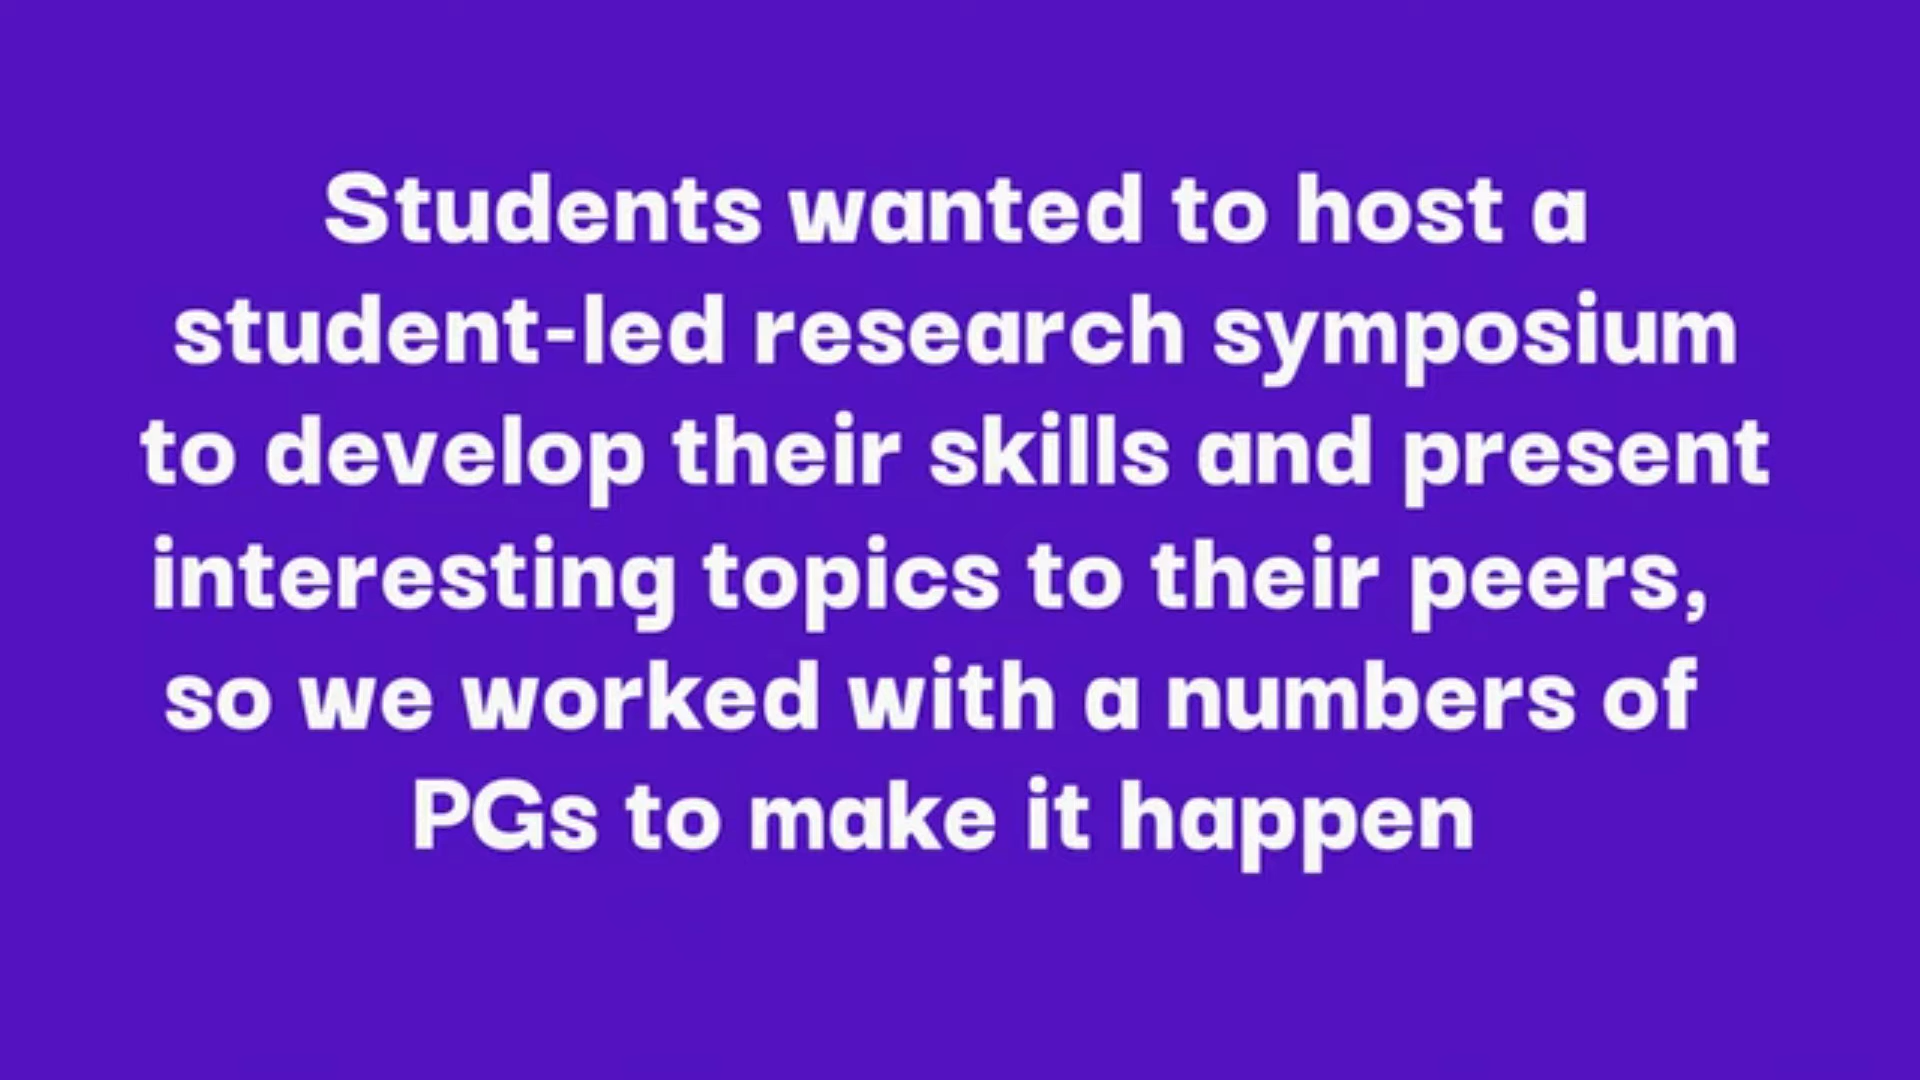 Students wanted to host a
student-led research symposium
to develop their skills and present
interesting topics to their peers,
so we worked with a numbers of
PGs to make it happen